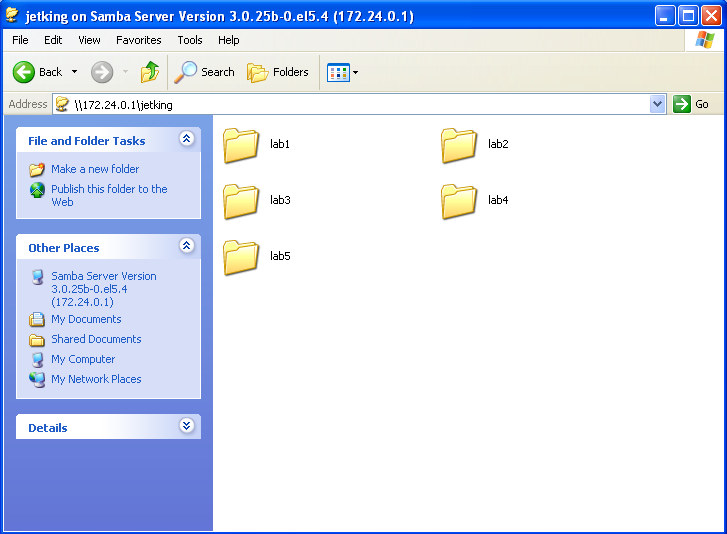 jetking on Samba Server Version 3.0.25b-0.el5.4 (172.24.0.1)
File Edit View Favorites Tools Help
Back Search Folders
Address \\172.24.0.1\jetking Go
File and Folder Tasks
Make a new folder
Publish this folder to the
Web
Other Places
Samba Server Version
3.0.25b-0.el5.4
(172.24.0.1)
My Documents
Shared Documents
My Computer
My Network Places
Details
lab1 lab2
lab3 lab4
lab5